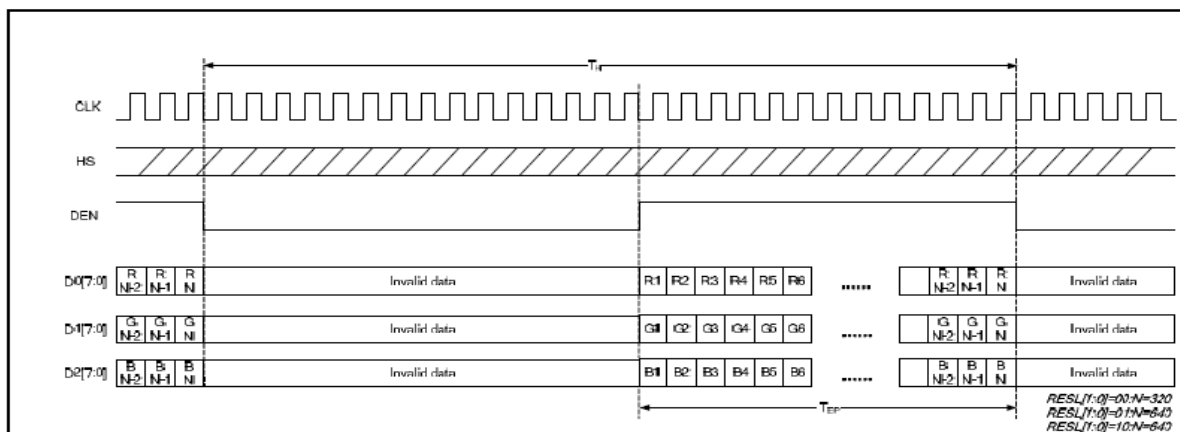 TH
CLK
HS
DEN
D0[7:0] R N-2 R N-1 R N Invalid data R1 R2 R3 R4 R5 R6 ...... R N-2 R N-1 R N Invalid data
D1[7:0] G N-2 G N-1 G N Invalid data G1 G2 G3 G4 G5 G6 ...... G N-2 G N-1 G N Invalid data
D2[7:0] B N-2 B N-1 B N Invalid data B1 B2 B3 B4 B5 B6 ...... B N-2 B N-1 B N Invalid data
TEP
RESL[1:0]=00:N=320
RESL[1:0]=01:N=640
RESL[1:0]=10:N=640